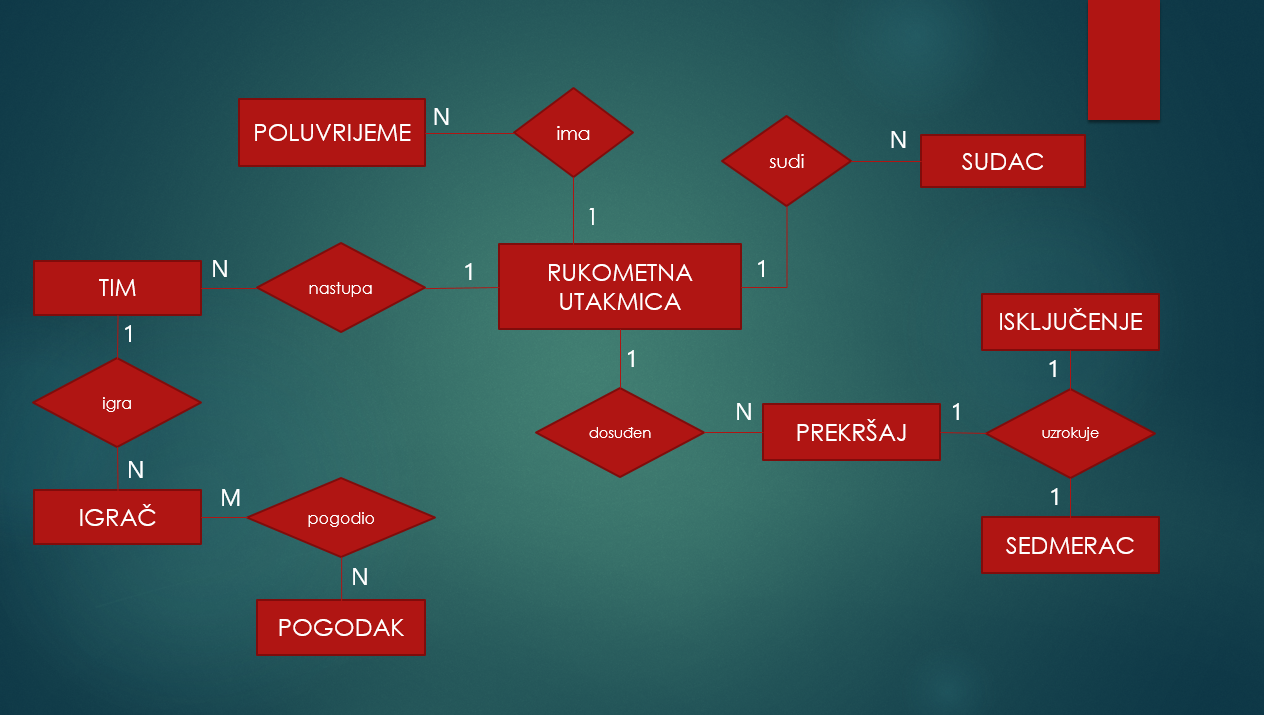 POLUVRIJEME
N
ima
1
sudi
N
SUDAC
TIM
N
nastupa
1
RUKOMETNA
UTAKMICA
1
1
igra
N
IGRAČ
M
pogodio
N
POGODAK
1
dosuđen
N
PREKRŠAJ
1
uzrokuje
1
ISKLJUČENJE
1
SEDMERAC